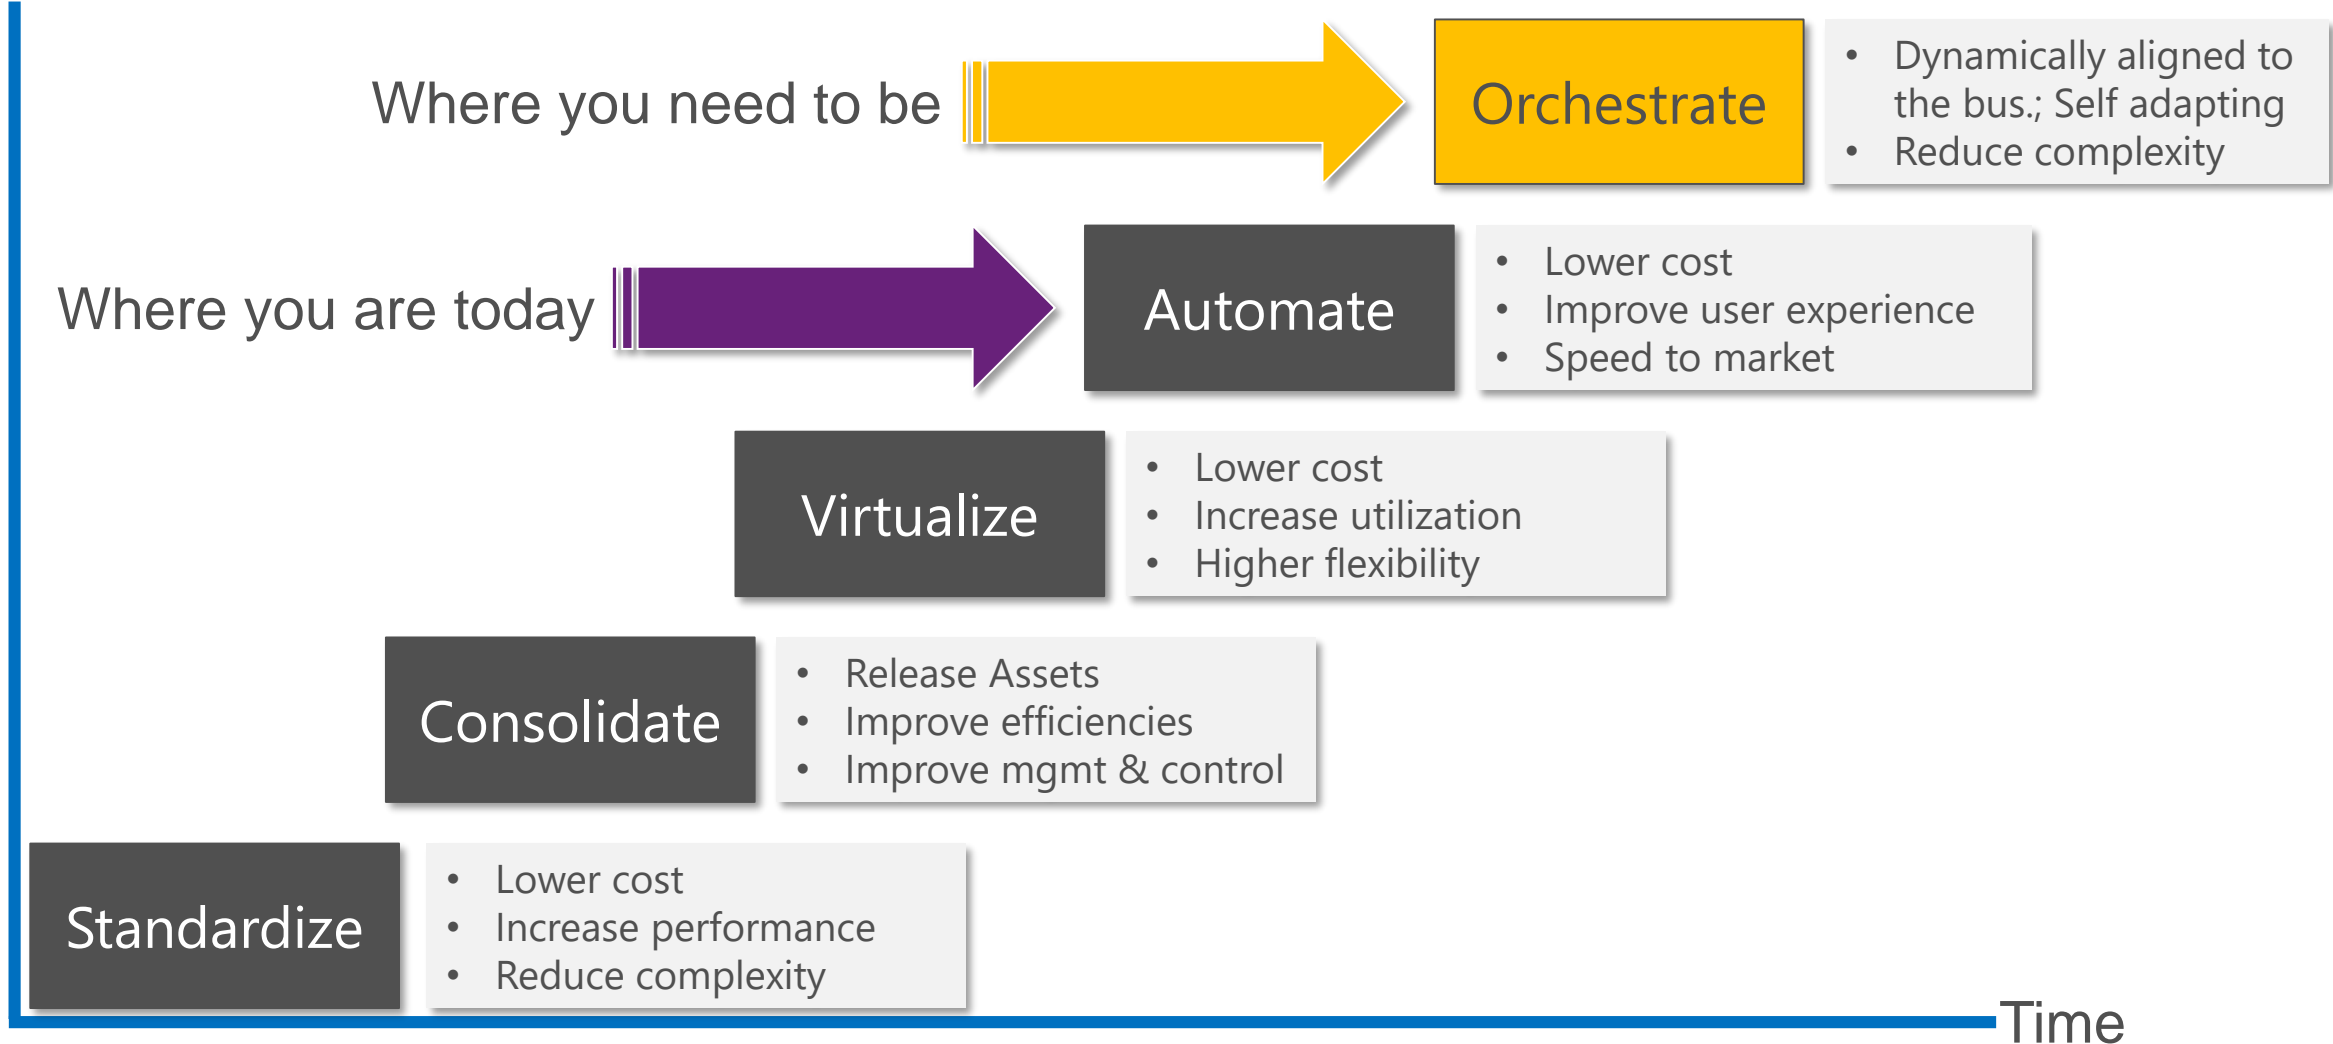 Where you need to be
Orchestrate
• Dynamically aligned to
the bus.; Self adapting
• Reduce complexity
Where you are today
Automate
• Lower cost
• Improve user experience
• Speed to market
Virtualize
• Lower cost
• Increase utilization
• Higher flexibility
Consolidate
• Release Assets
• Improve efficiencies
• Improve mgmt & control
Standardize
• Lower cost
• Increase performance
• Reduce complexity
Time